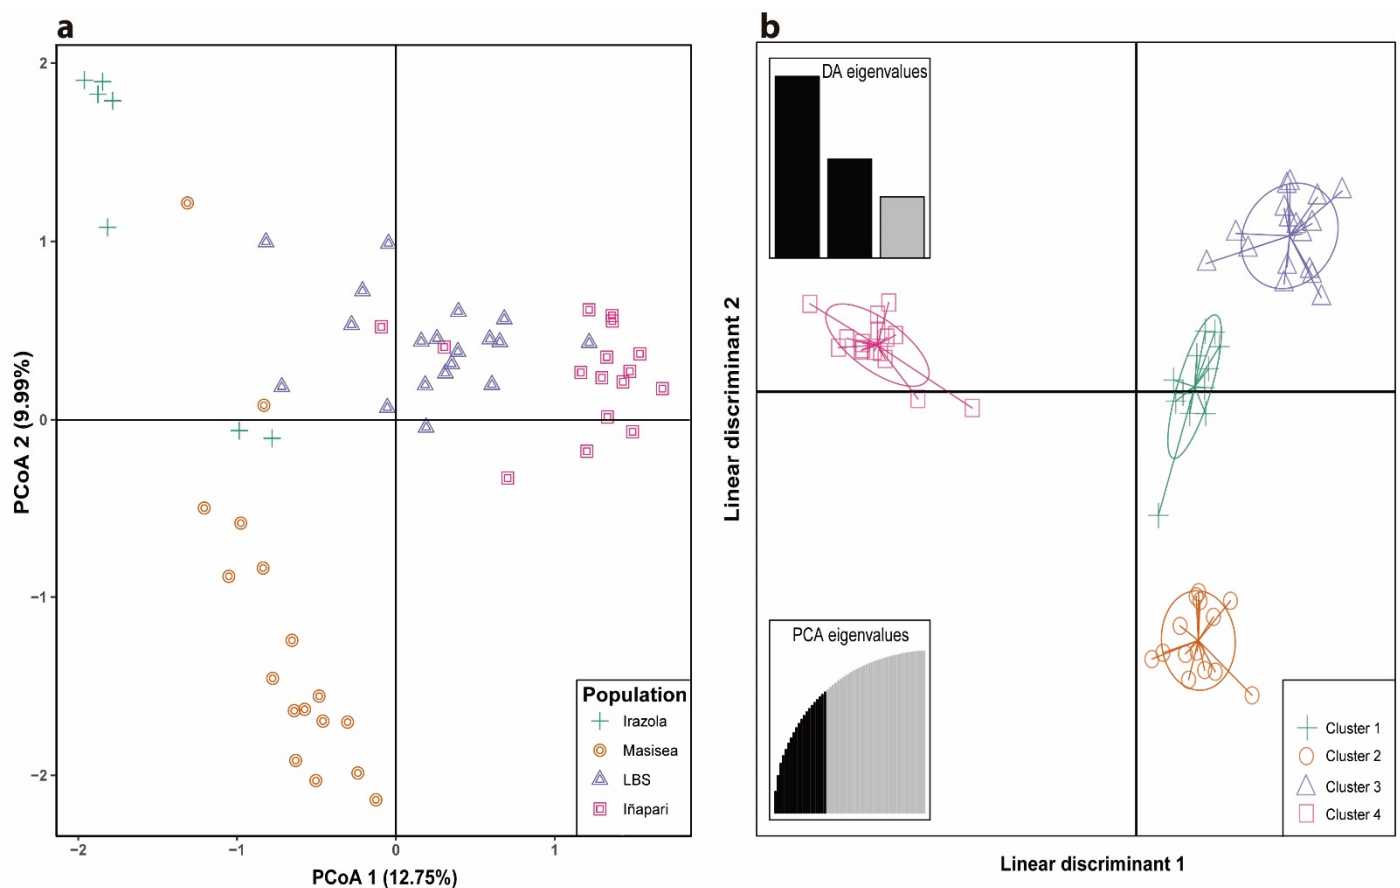 a
2
1
0
−1
−2
−2
−1
0
1
PCoA 2 (9.99%)
PCoA 1 (12.75%)
Population
Irazola
Masisea
LBS
Iñapari
b
DA eigenvalues
PCA eigenvalues
Linear discriminant 2
Linear discriminant 1
Cluster 1
Cluster 2
Cluster 3
Cluster 4